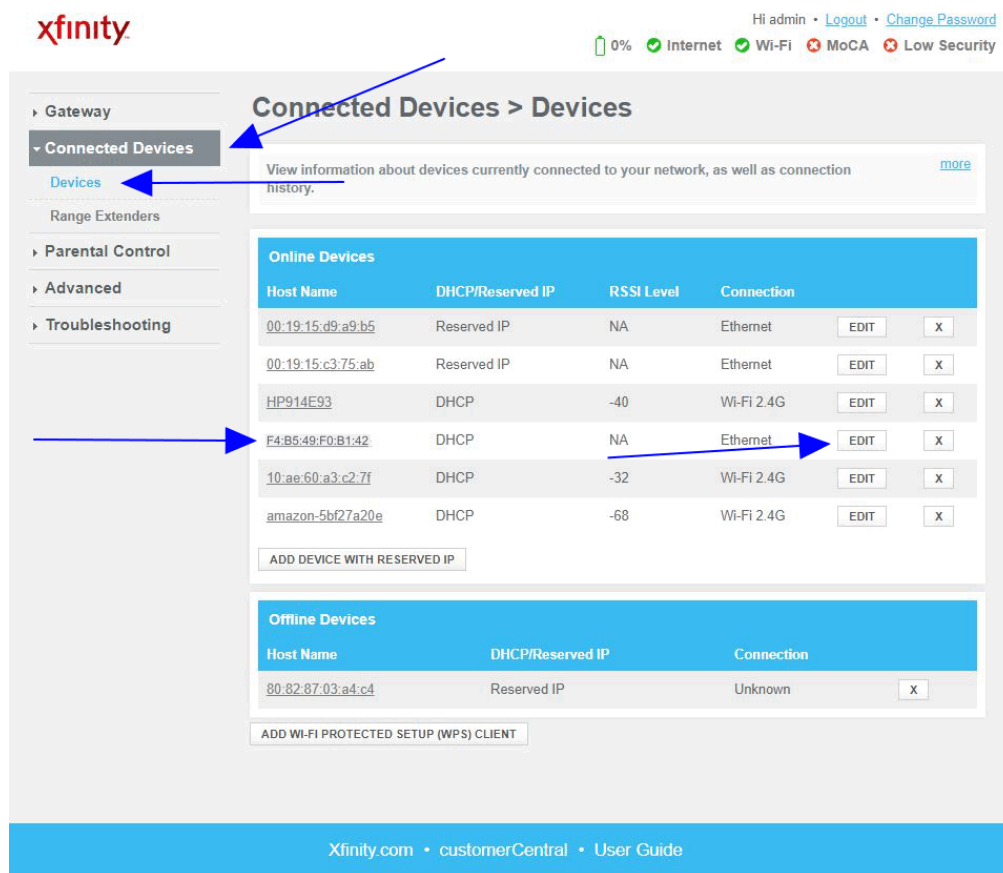 xfinity
Hi admin • Logout • Change Password
0% Internet Wi-Fi MoCA Low Security
Gateway
Connected Devices
Devices
Range Extenders
Parental Control
Advanced
Troubleshooting
Connected Devices > Devices
View information about devices currently connected to your network, as well as connection
history.
more
Online Devices
Host Name DHCP/Reserved IP RSSI Level Connection
00:19:15:d9:a9:b5 Reserved IP NA Ethernet EDIT X
00:19:15:c3:75:ab Reserved IP NA Ethernet EDIT X
HP914E93 DHCP -40 Wi-Fi 2.4G EDIT X
F4:B5:49:F0:B1:42 DHCP NA Ethernet EDIT X
10:ae:60:a3:c2:7f DHCP -32 Wi-Fi 2.4G EDIT X
amazon-5bf27a20e DHCP -68 Wi-Fi 2.4G EDIT X
ADD DEVICE WITH RESERVED IP
Offline Devices
Host Name DHCP/Reserved IP Connection
80:82:87:03:a4:c4 Reserved IP Unknown X
ADD WI-FI PROTECTED SETUP (WPS) CLIENT
Xfinity.com • customerCentral • User Guide